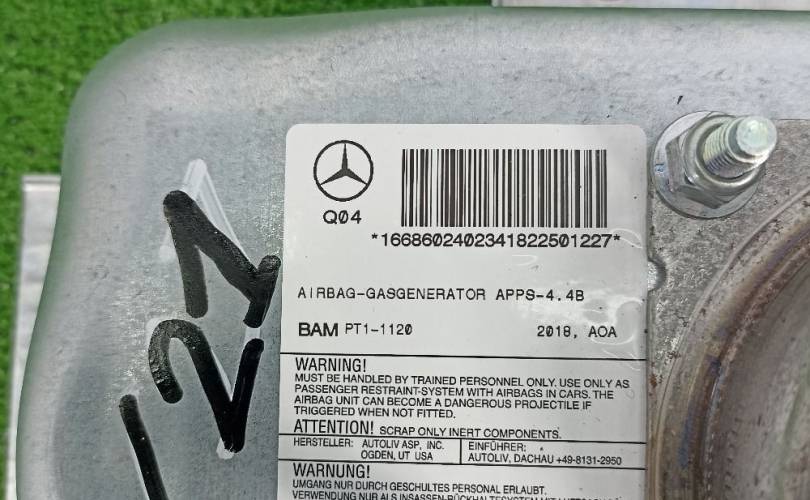 Q04
*1668602402341822501227*
AIRBAG-GASGENERATOR APPS-4.4B
BAM PT1-1120 2018, AOA
WARNING!
MUST BE HANDLED BY TRAINED PERSONNEL ONLY. USE ONLY AS
PASSENGER RESTRAINT-SYSTEM WITH AIRBAGS IN CARS. THE
AIRBAG UNIT CAN BECOME A DANGEROUS PROJECTILE IF
TRIGGERED WHEN NOT FITTED.
ATTENTION! SCRAP ONLY INERT COMPONENTS.
HERSTELLER: AUTOLIV ASP, INC. EINFÜHRER:
OGDEN, UT USA AUTOLIV, DACHAU +49-8131-2950
WARNUNG!
UMGANG NUR DURCH GESCHULTES PERSONAL ERLAUBT.